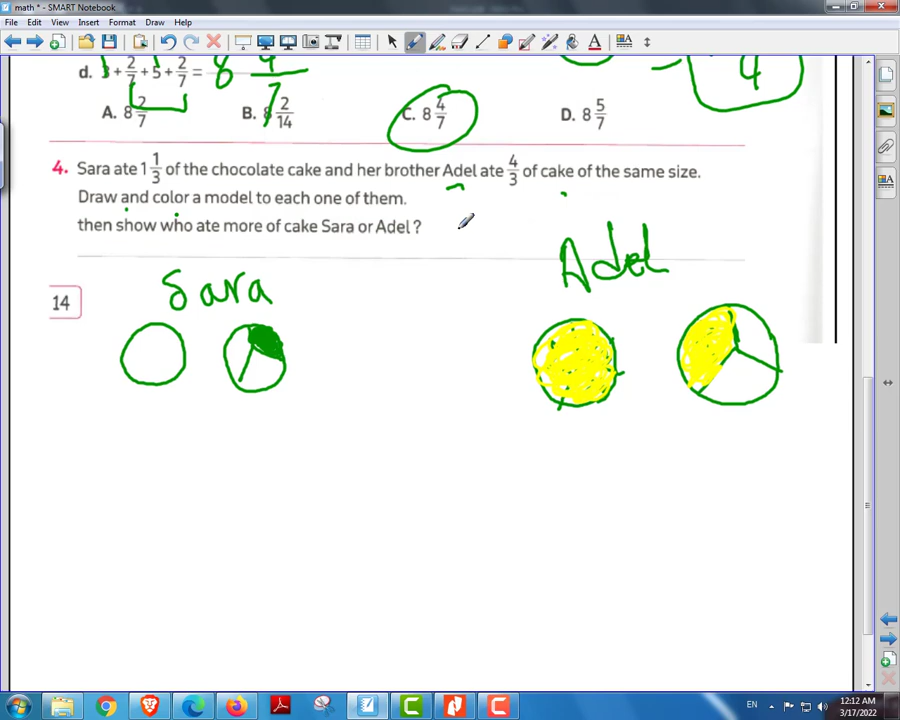 math * - SMART Notebook
File Edit View Insert Format Draw Help
d. 3 + 2/7 + 5 + 2/7 = 8 4/7
4
A. 8 2/7 B. 8 2/14 C. 8 4/7 D. 8 5/7
4. Sara ate 1 1/3 of the chocolate cake and her brother Adel ate 4/3 of cake of the same size.
Draw and color a model to each one of them.
then show who ate more of cake Sara or Adel ?
Adel
Sara
14
EN 12:12 AM
3/17/2022